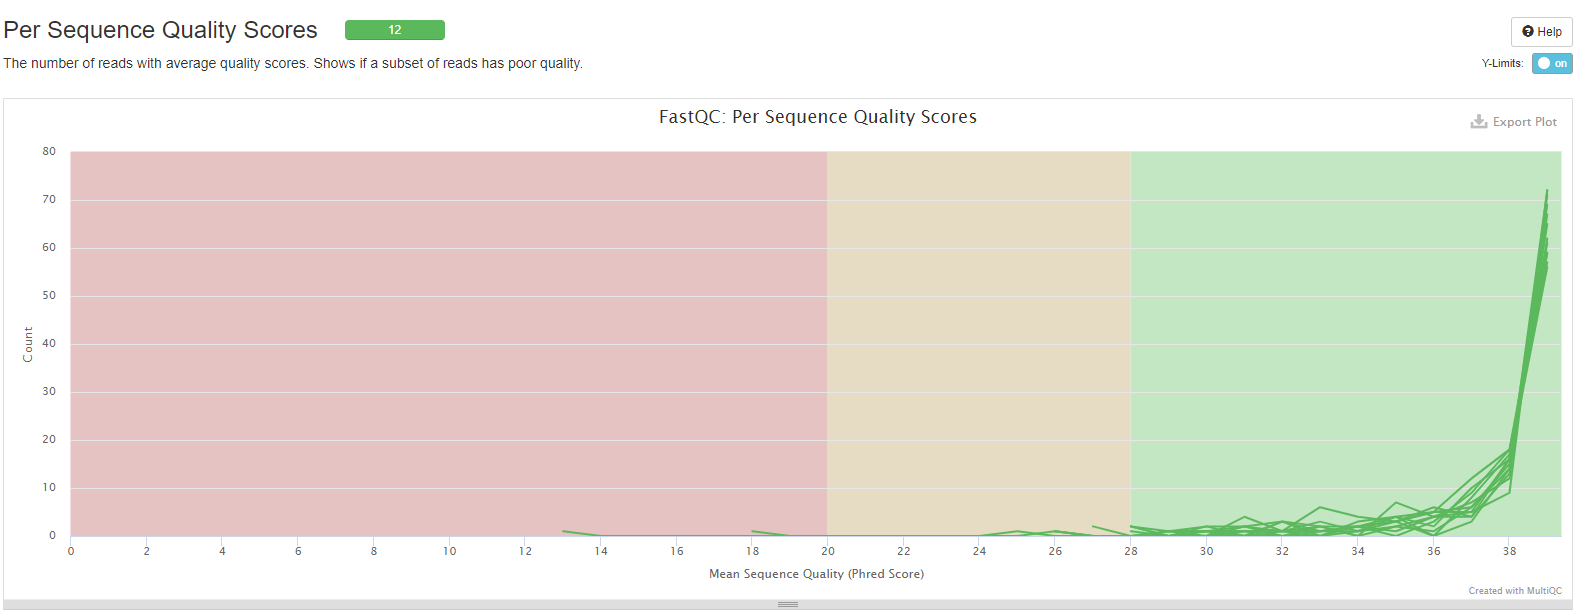 Per Sequence Quality Scores 12
Help
The number of reads with average quality scores. Shows if a subset of reads has poor quality.
Y-Limits: on
FastQC: Per Sequence Quality Scores
Export Plot
80
70
60
50
40
30
20
10
0
Count
0 2 4 6 8 10 12 14 16 18 20 22 24 26 28 30 32 34 36 38
Mean Sequence Quality (Phred Score)
Created with MultiQC